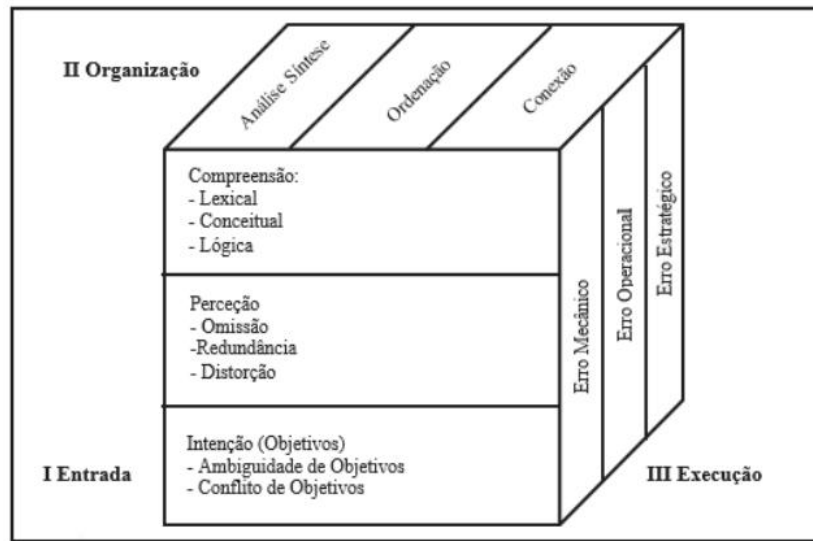 II Organização
Análise Síntese
Ordenação
Conexão
Compreensão:
- Lexical
- Conceitual
- Lógica
Perceção
- Omissão
-Redundância
- Distorção
Intenção (Objetivos)
- Ambiguidade de Objetivos
- Conflito de Objetivos
Erro Mecânico
Erro Operacional
Erro Estratégico
I Entrada
III Execução